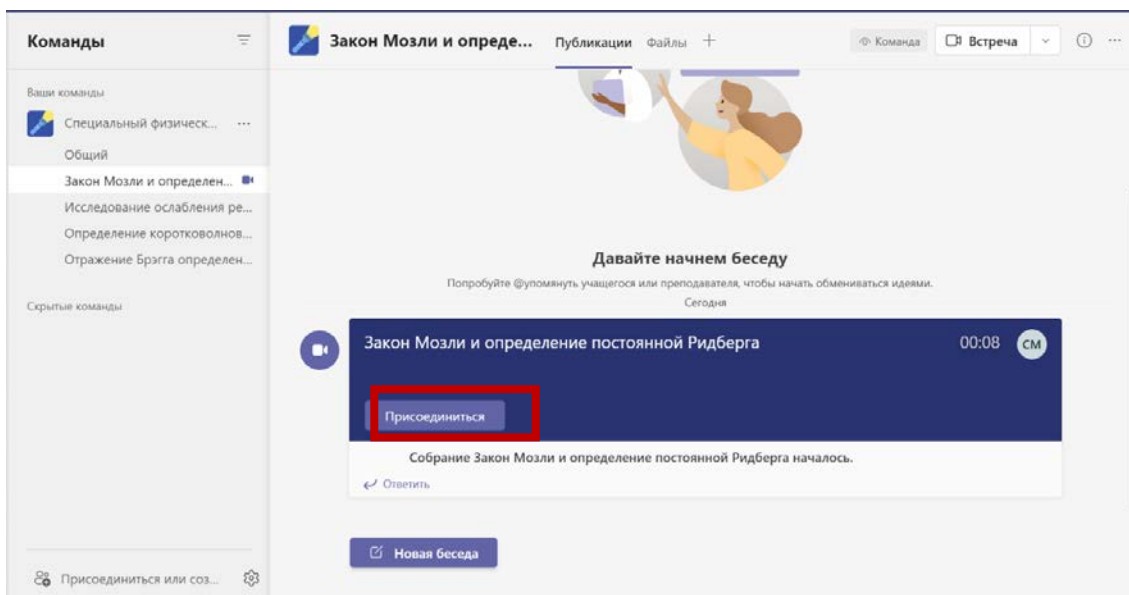 Команды
Закон Мозли и опреде...
Публикации
Файлы
Команда
Встреча
Ваши команды
Специальный физическ...
Общий
Закон Мозли и определен...
Исследование ослабления ре...
Определение коротковолнов...
Отражение Брэгга определен...
Скрытые команды
Давайте начнем беседу
Попробуйте @упомянуть учащегося или преподавателя, чтобы начать обмениваться идеями.
Сегодня
Закон Мозли и определение постоянной Ридберга
00:08
СМ
Присоединиться
Собрание Закон Мозли и определение постоянной Ридберга началось.
Ответить
Новая беседа
Присоединиться или соз...